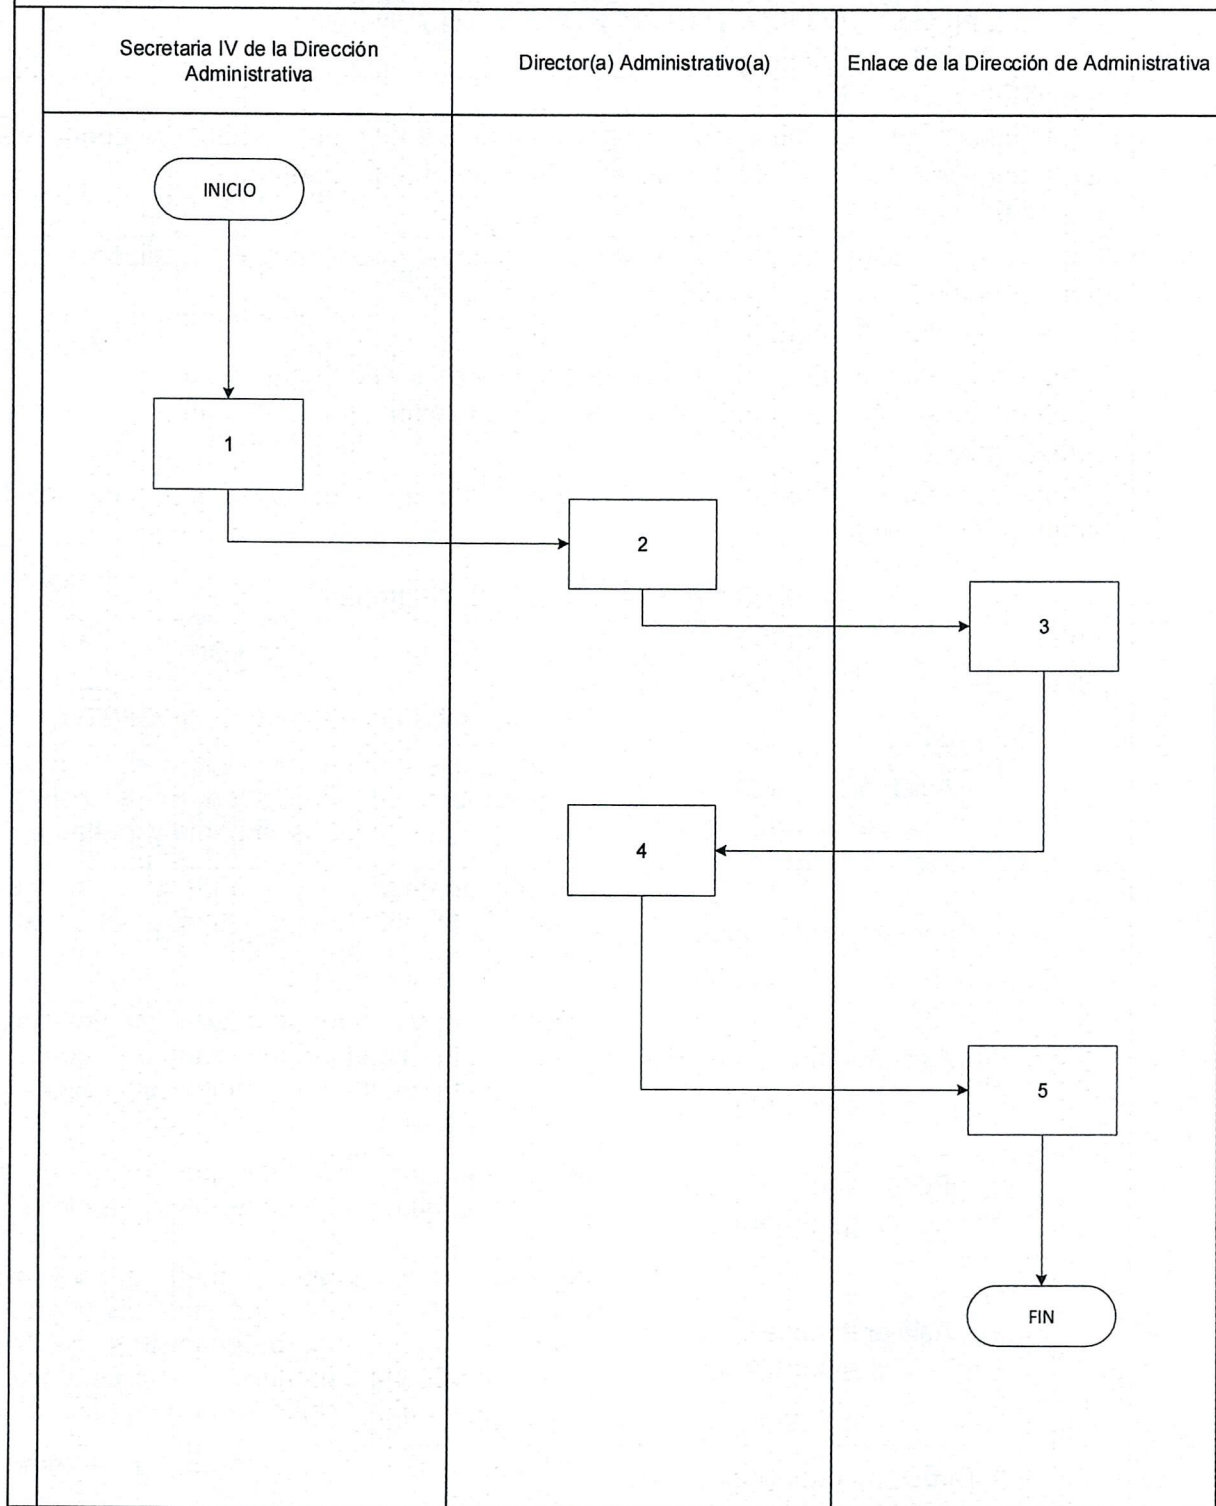 Secretaria IV de la Dirección
Administrativa
Director(a) Administrativo(a)
Enlace de la Dirección de Administrativa
INICIO
1
2
3
4
5
FIN